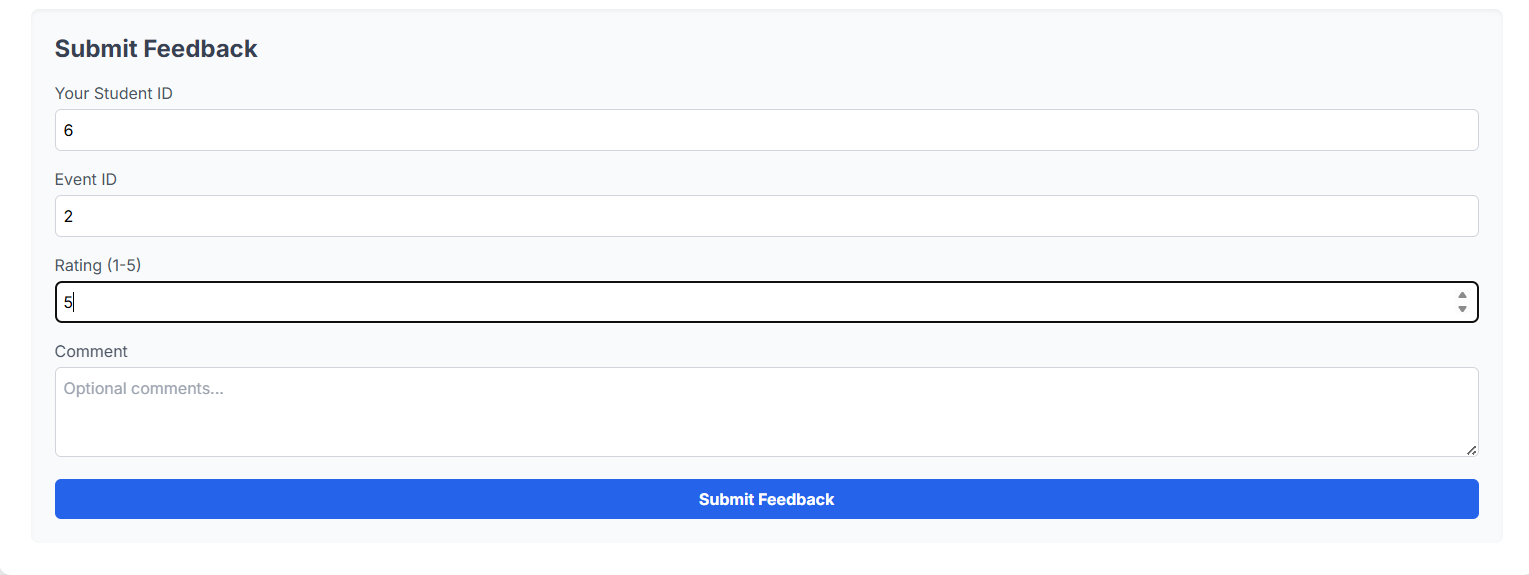 Submit Feedback
Your Student ID
6
Event ID
2
Rating (1-5)
5
Comment
Optional comments...
Submit Feedback